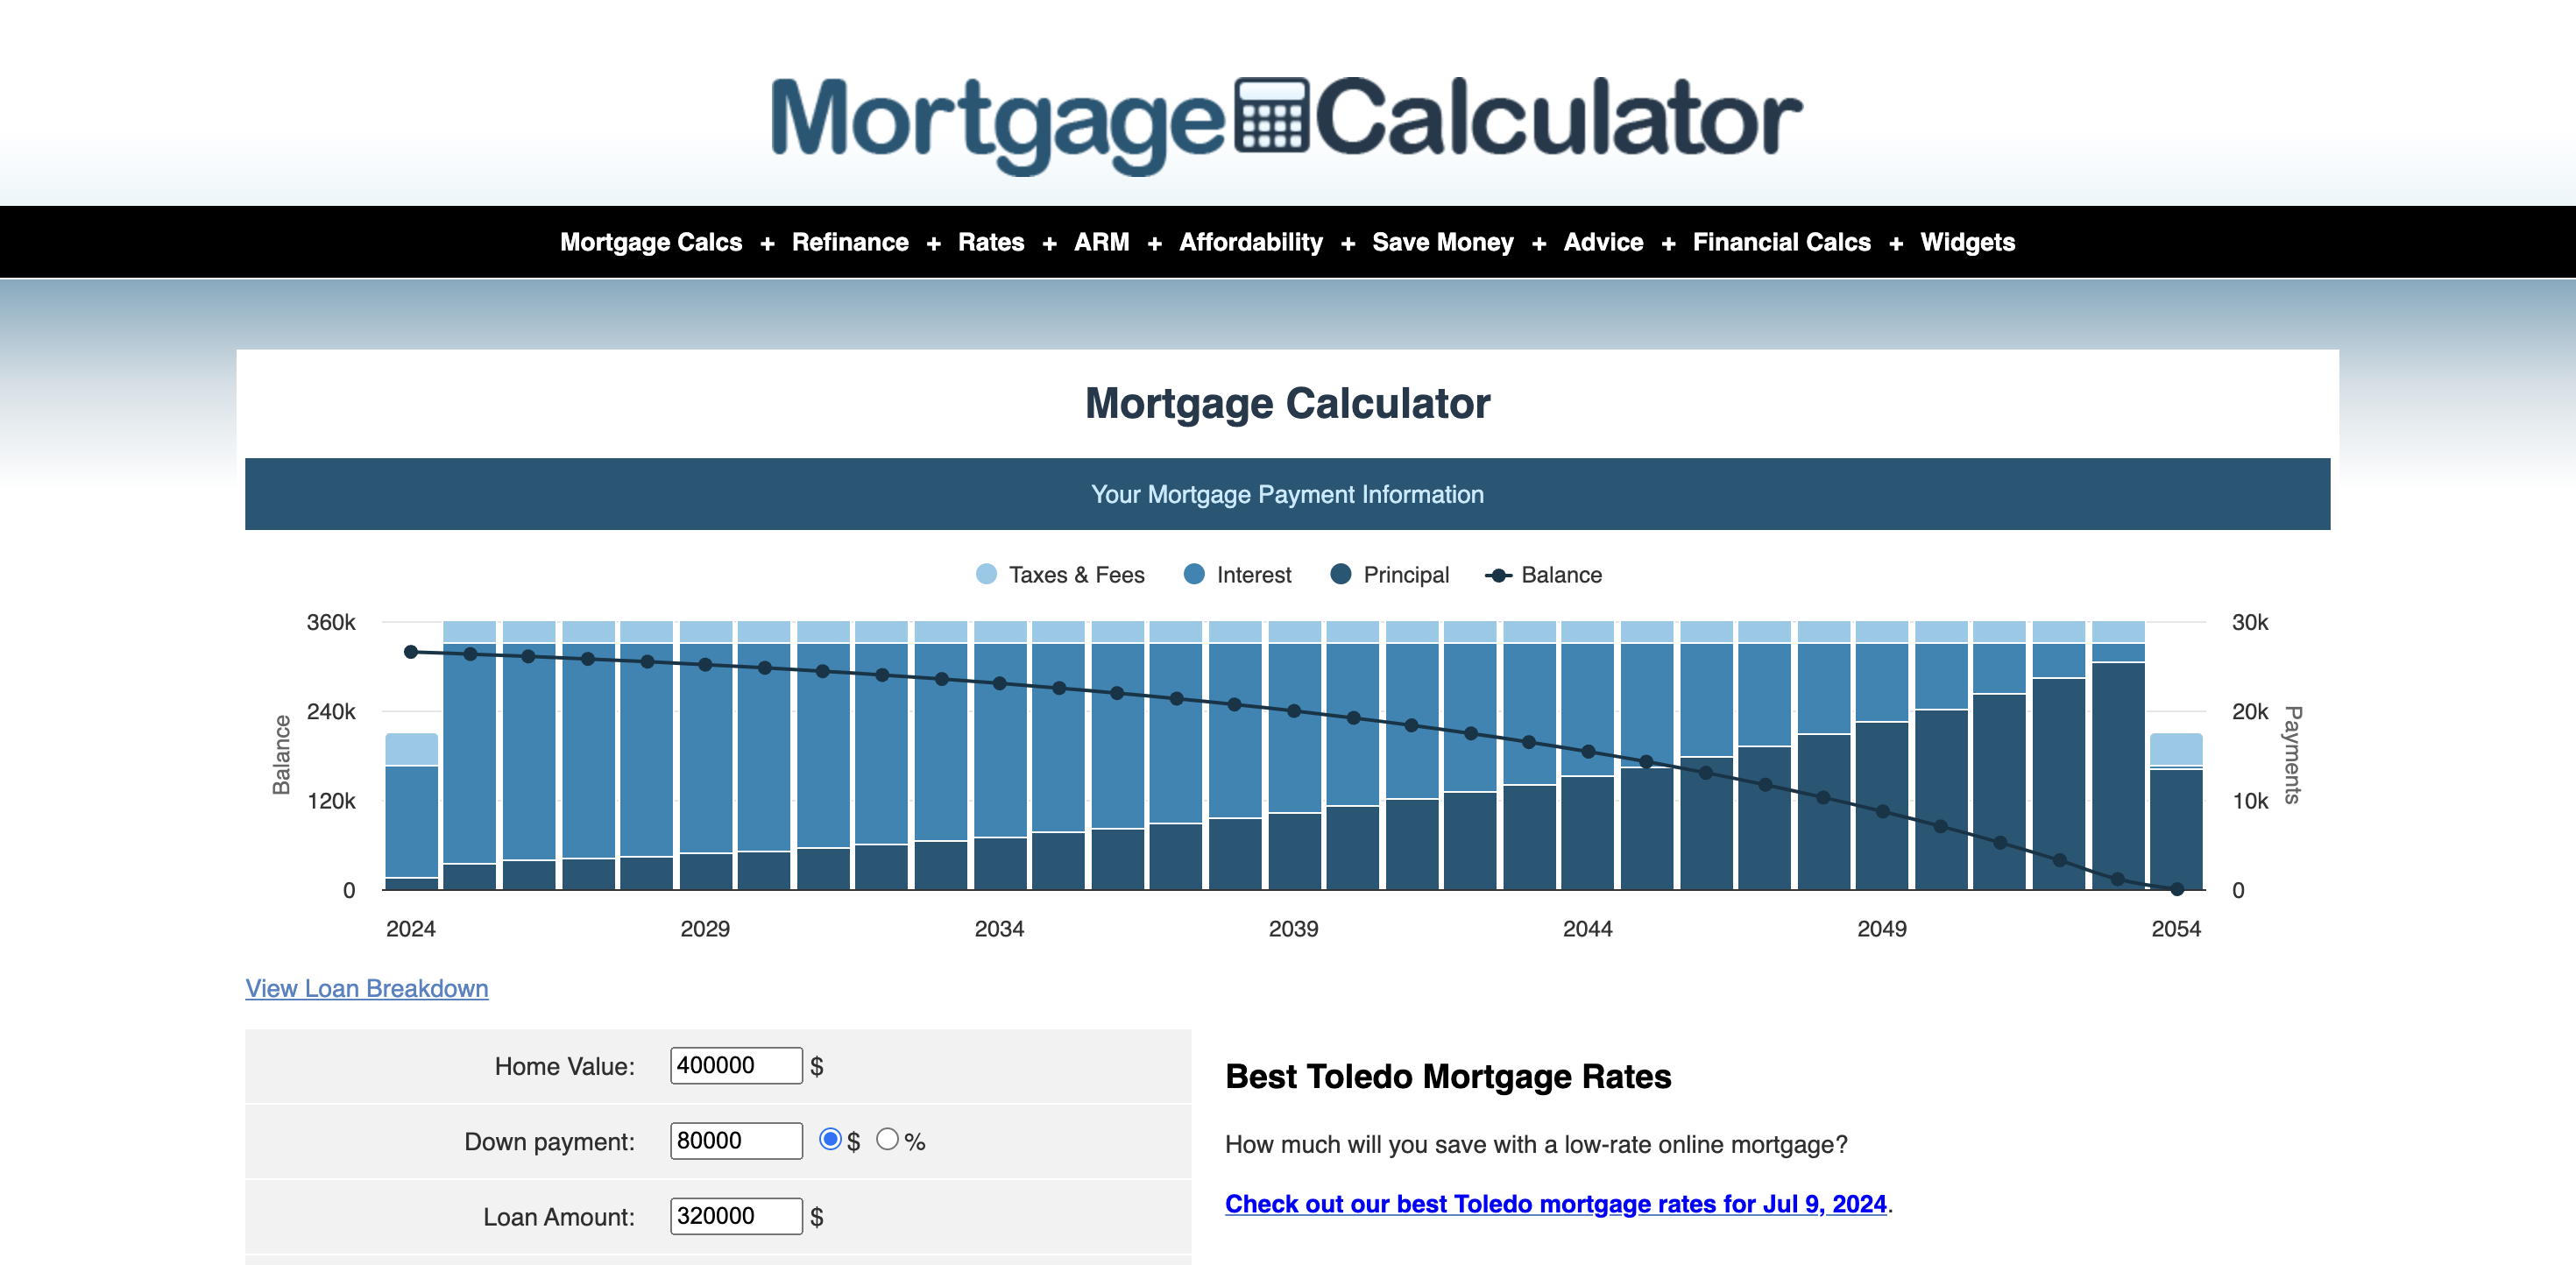 Mortgage Calculator
Mortgage Calcs + Refinance + Rates + ARM + Affordability + Save Money + Advice + Financial Calcs + Widgets
Mortgage Calculator
Your Mortgage Payment Information
Taxes & Fees Interest Principal Balance
360k 30k
240k 20k
Balance Payments
120k 10k
0 0
2024 2029 2034 2039 2044 2049 2054
View Loan Breakdown
Home Value: 400000 $
Down payment: 80000 $ %
Loan Amount: 320000 $
Best Toledo Mortgage Rates
How much will you save with a low-rate online mortgage?
Check out our best Toledo mortgage rates for Jul 9, 2024.